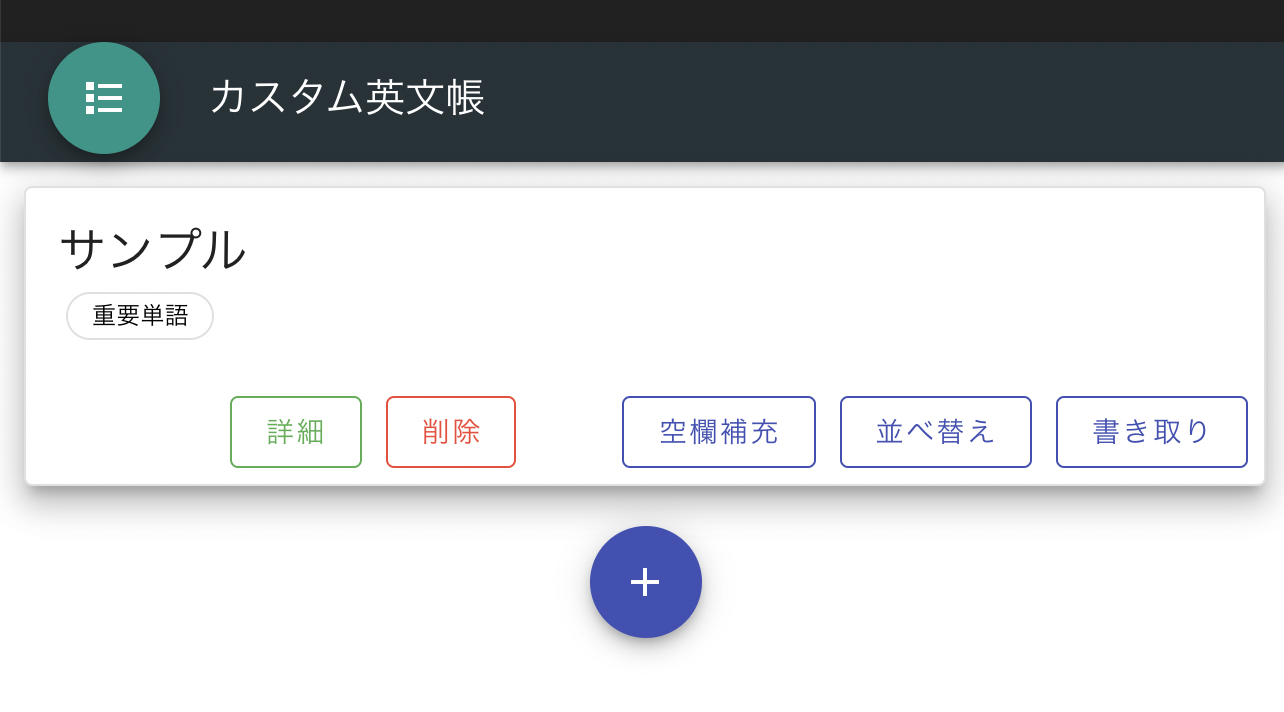 カスタム英文帳
サンプル
重要単語
詳細 削除 空欄補充 並べ替え 書き取り
+